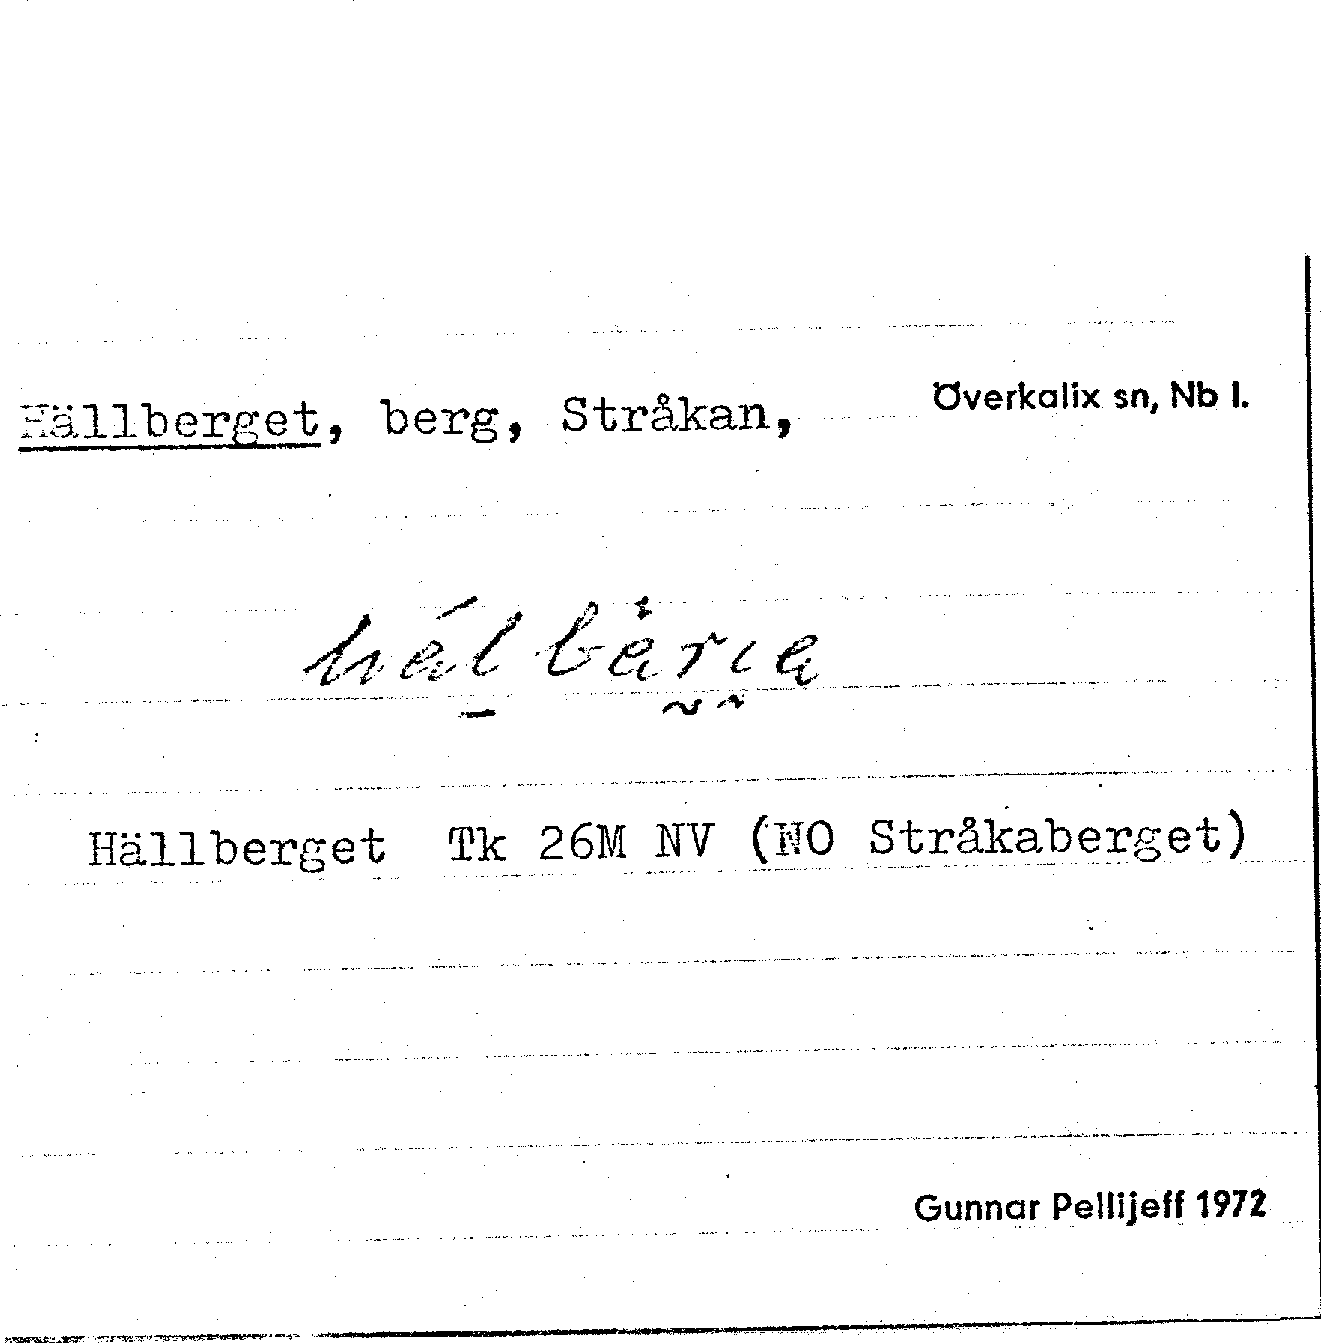 Hällberget, berg, Stråkan, Överkalix sn, Nb l.
Hällberget Tk 26M NV (NO Stråkaberget)
Gunnar Pellijeff 1972